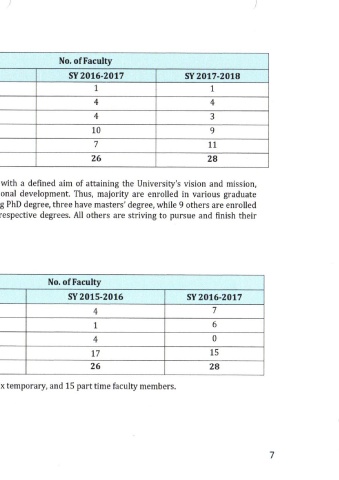 No. of Faculty
SY 2016-2017 SY 2017-2018
1 1
4 4
4 3
10 9
7 11
26 28
with a defined aim of attaining the University's vision and mission,
onal development. Thus, majority are enrolled in various graduate
g PhD degree, three have masters' degree, while 9 others are enrolled
respective degrees. All others are striving to pursue and finish their
No. of Faculty
SY 2015-2016 SY 2016-2017
4 7
1 6
4 0
17 15
26 28
x temporary, and 15 part time faculty members.
7